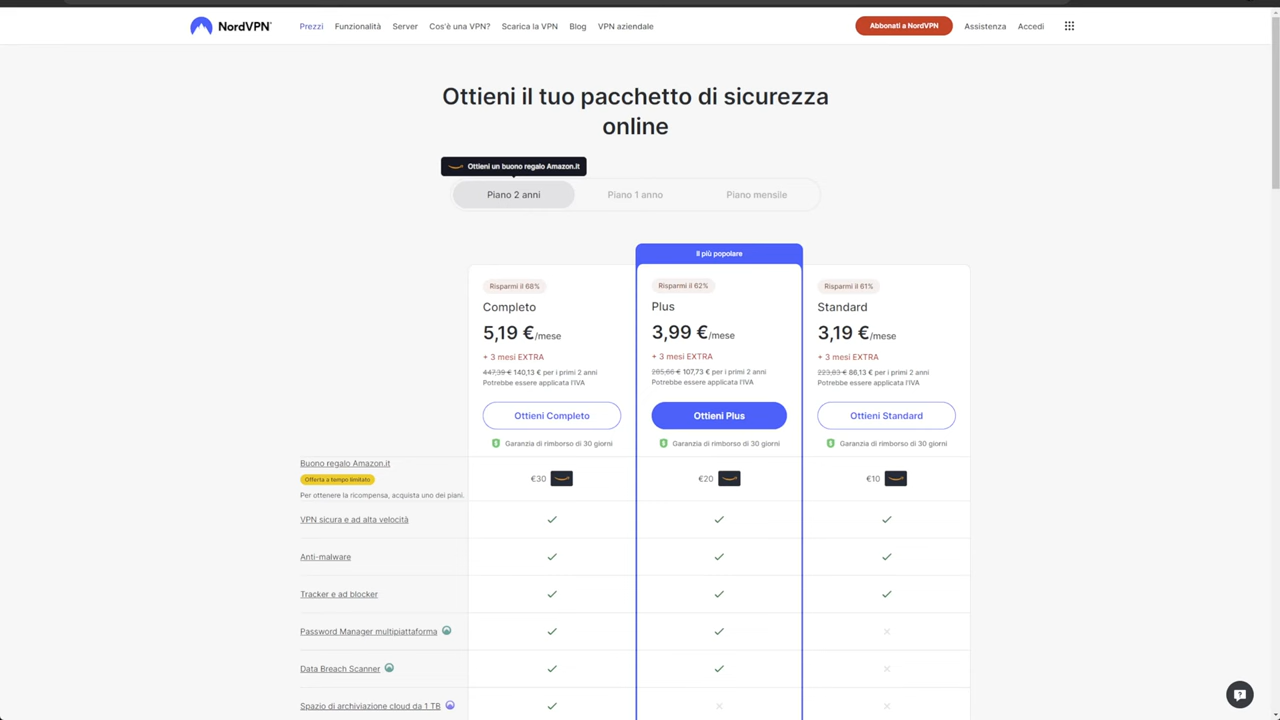 NordVPN®
Prezzi Funzionalità Server Cos'è una VPN? Scarica la VPN Blog VPN aziendale
Abbonati a NordVPN Assistenza Accedi
Ottieni il tuo pacchetto di sicurezza
online
Ottieni un buono regalo Amazon.it
Piano 2 anni Piano 1 anno Piano mensile
Il più popolare
Risparmi il 68%
Completo
5,19 €/mese
+ 3 mesi EXTRA
447,39 € 140,13 € per i primi 2 anni
Potrebbe essere applicata l'IVA
Ottieni Completo
Garanzia di rimborso di 30 giorni
Risparmi il 62%
Plus
3,99 €/mese
+ 3 mesi EXTRA
285,66 € 107,73 € per i primi 2 anni
Potrebbe essere applicata l'IVA
Ottieni Plus
Garanzia di rimborso di 30 giorni
Risparmi il 61%
Standard
3,19 €/mese
+ 3 mesi EXTRA
223,83 € 86,13 € per i primi 2 anni
Potrebbe essere applicata l'IVA
Ottieni Standard
Garanzia di rimborso di 30 giorni
Buono regalo Amazon.it
Offerta a tempo limitato
Per ottenere la ricompensa, acquista uno dei piani.
€30 €20 €10
VPN sicura e ad alta velocità
Anti-malware
Tracker e ad blocker
Password Manager multipiattaforma
Data Breach Scanner
Spazio di archiviazione cloud da 1 TB